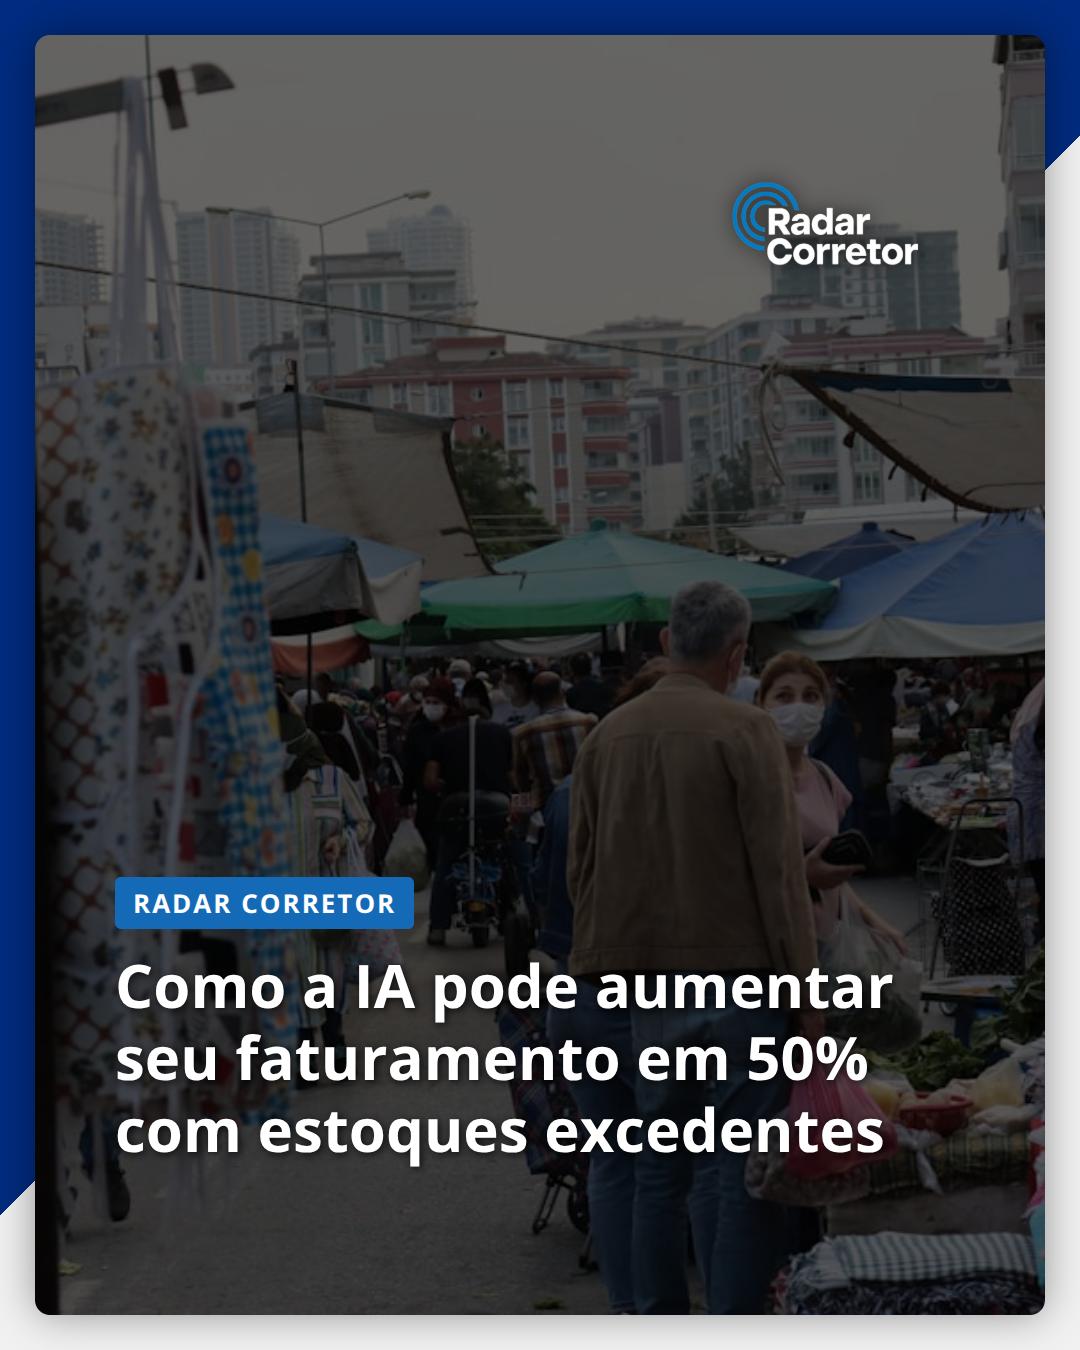 Radar
Corretor
RADAR CORRETOR
Como a IA pode aumentar
seu faturamento em 50%
com estoques excedentes